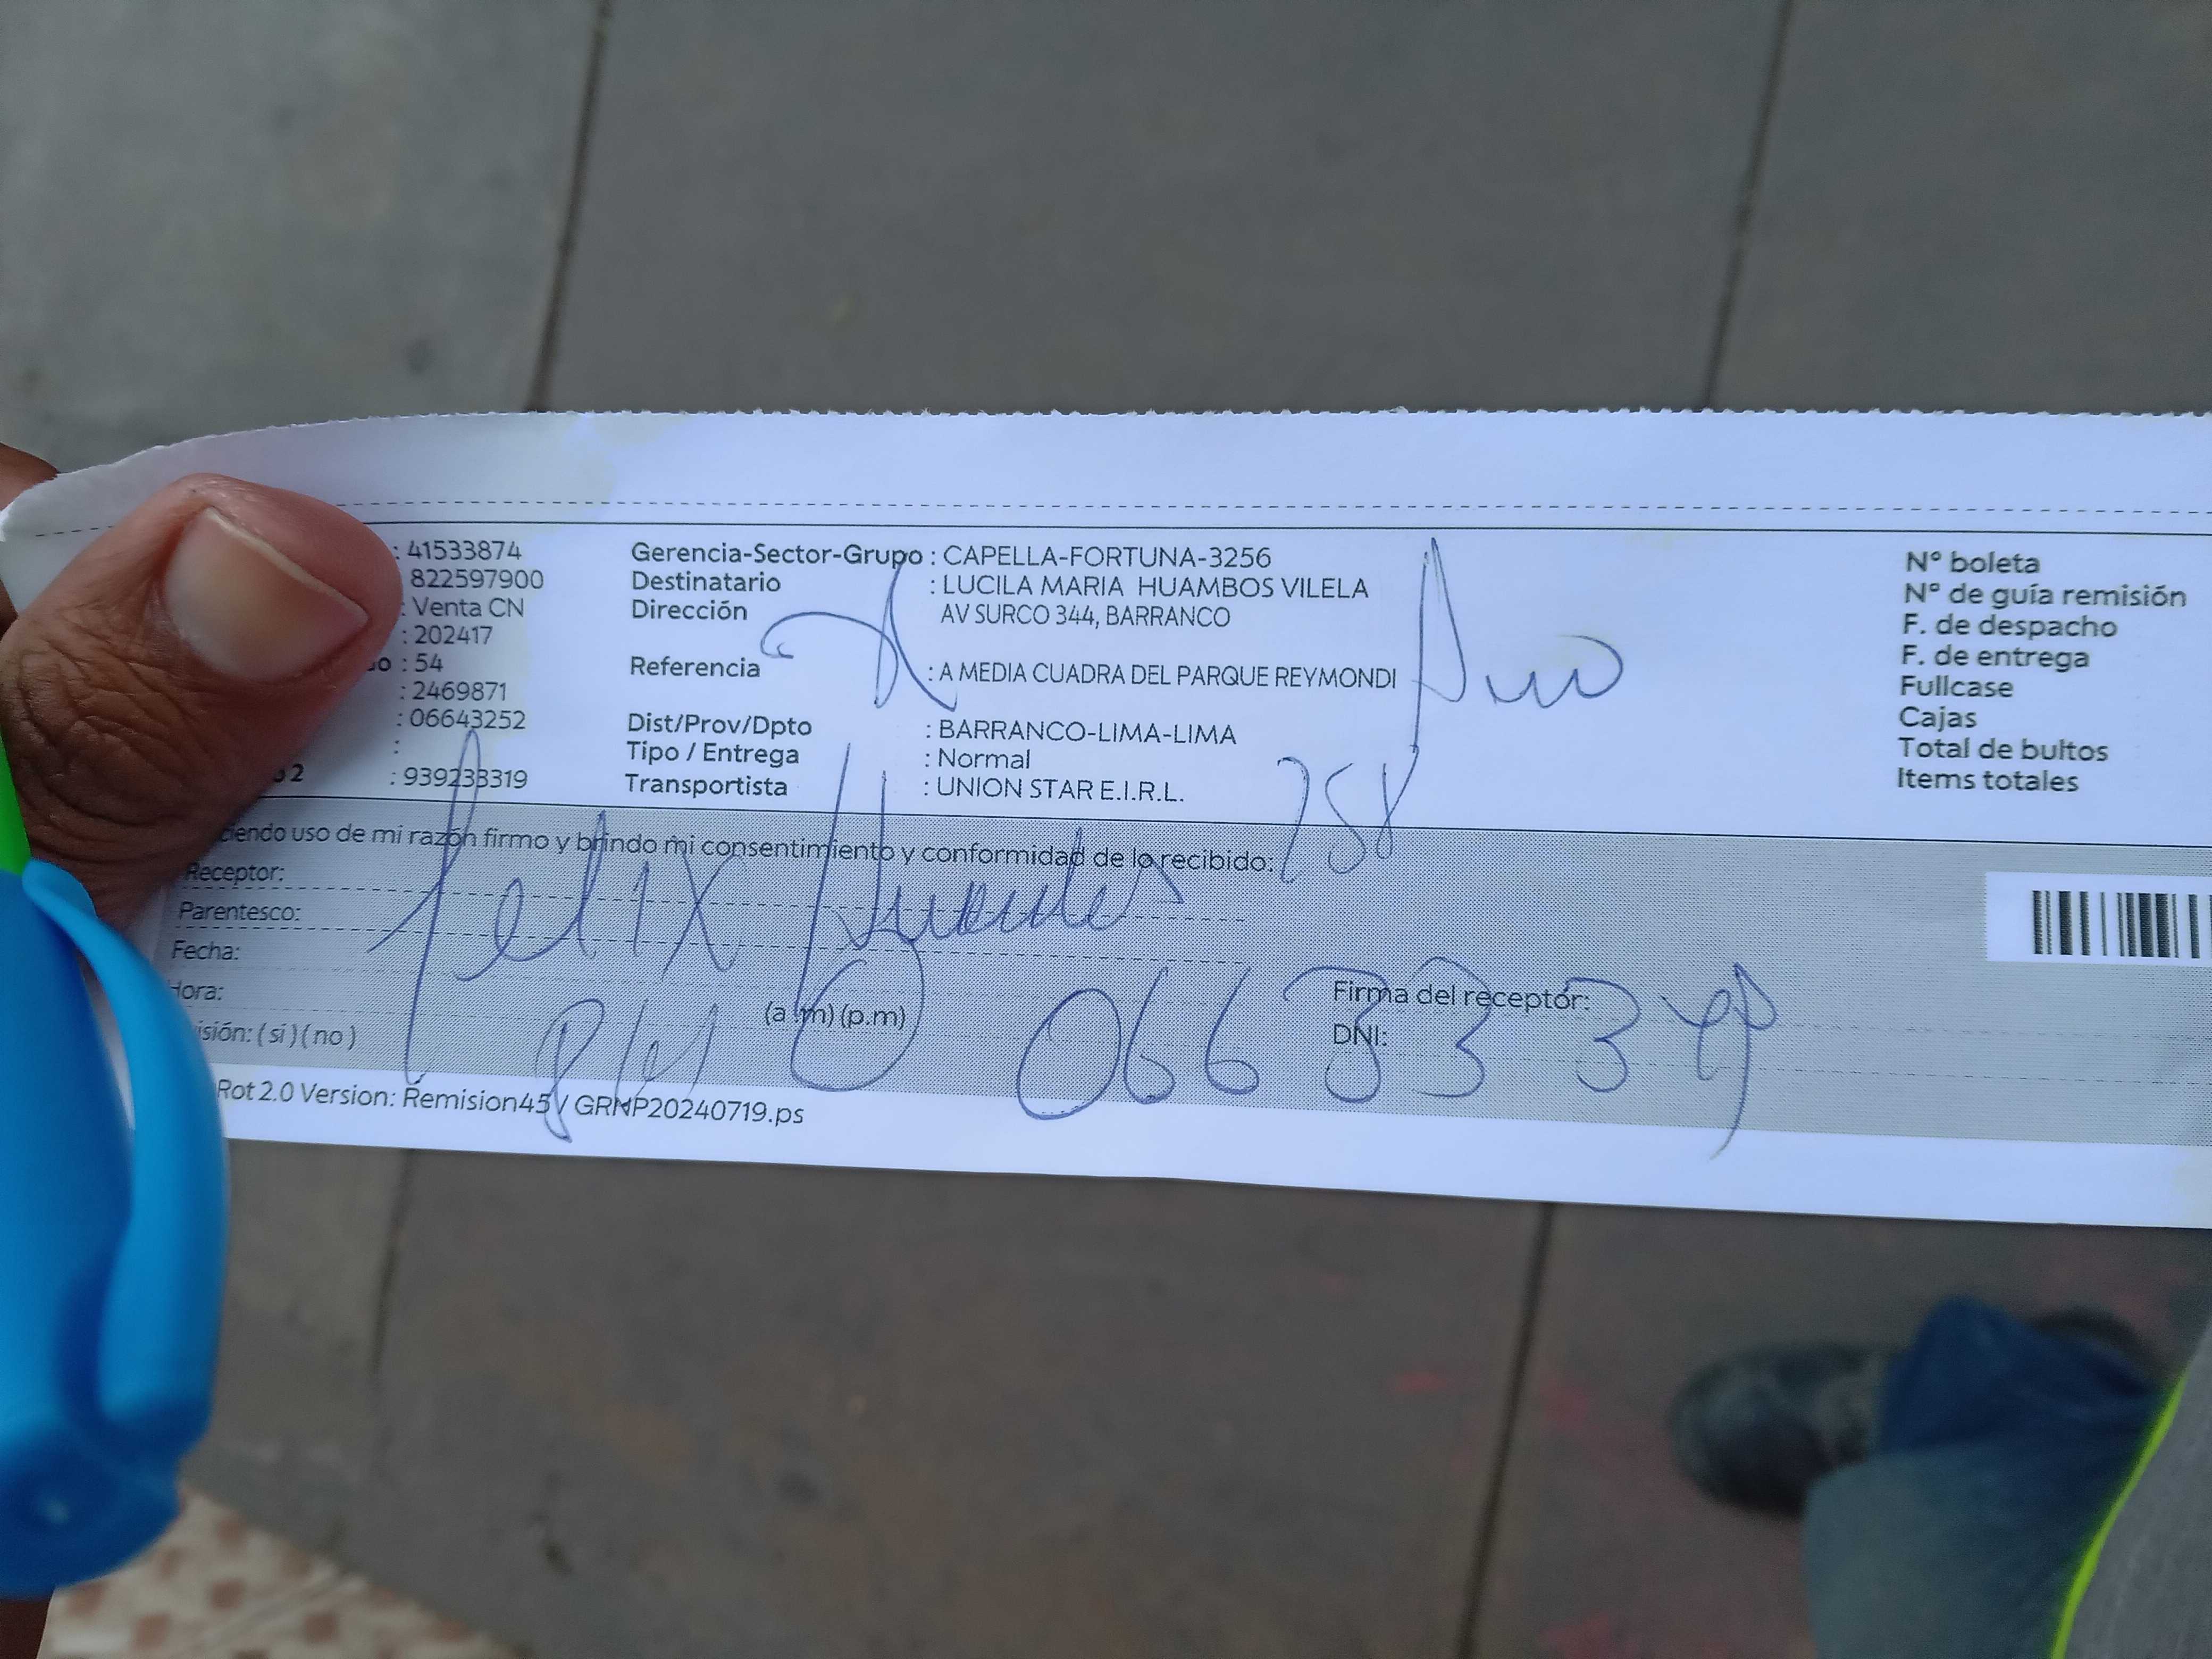 : 41533874
822597900
: Venta CN
: 202417
: 54
: 2469871
: 06643252
:
2 : 939233319
Gerencia-Sector-Grupo : CAPELLA-FORTUNA-3256
Destinatario : LUCILA MARIA HUAMBOS VILELA
Dirección AV SURCO 344, BARRANCO
Referencia : A MEDIA CUADRA DEL PARQUE REYMONDI
Dist/Prov/Dpto : BARRANCO-LIMA-LIMA
Tipo / Entrega : Normal
Transportista : UNION STAR E.I.R.L.
N° boleta
N° de guía remisión
F. de despacho
F. de entrega
Fullcase
Cajas
Total de bultos
Items totales
uso de mi razón firmo y brindo mi consentimiento y conformidad de lo recibido:
Receptor:
Parentesco:
Fecha:
Hora: (a.m) (p.m)
(si) (no)
Felix
Firma del receptor:
DNI:
Rot 2.0 Version: Remision45 / GRNP20240719.ps